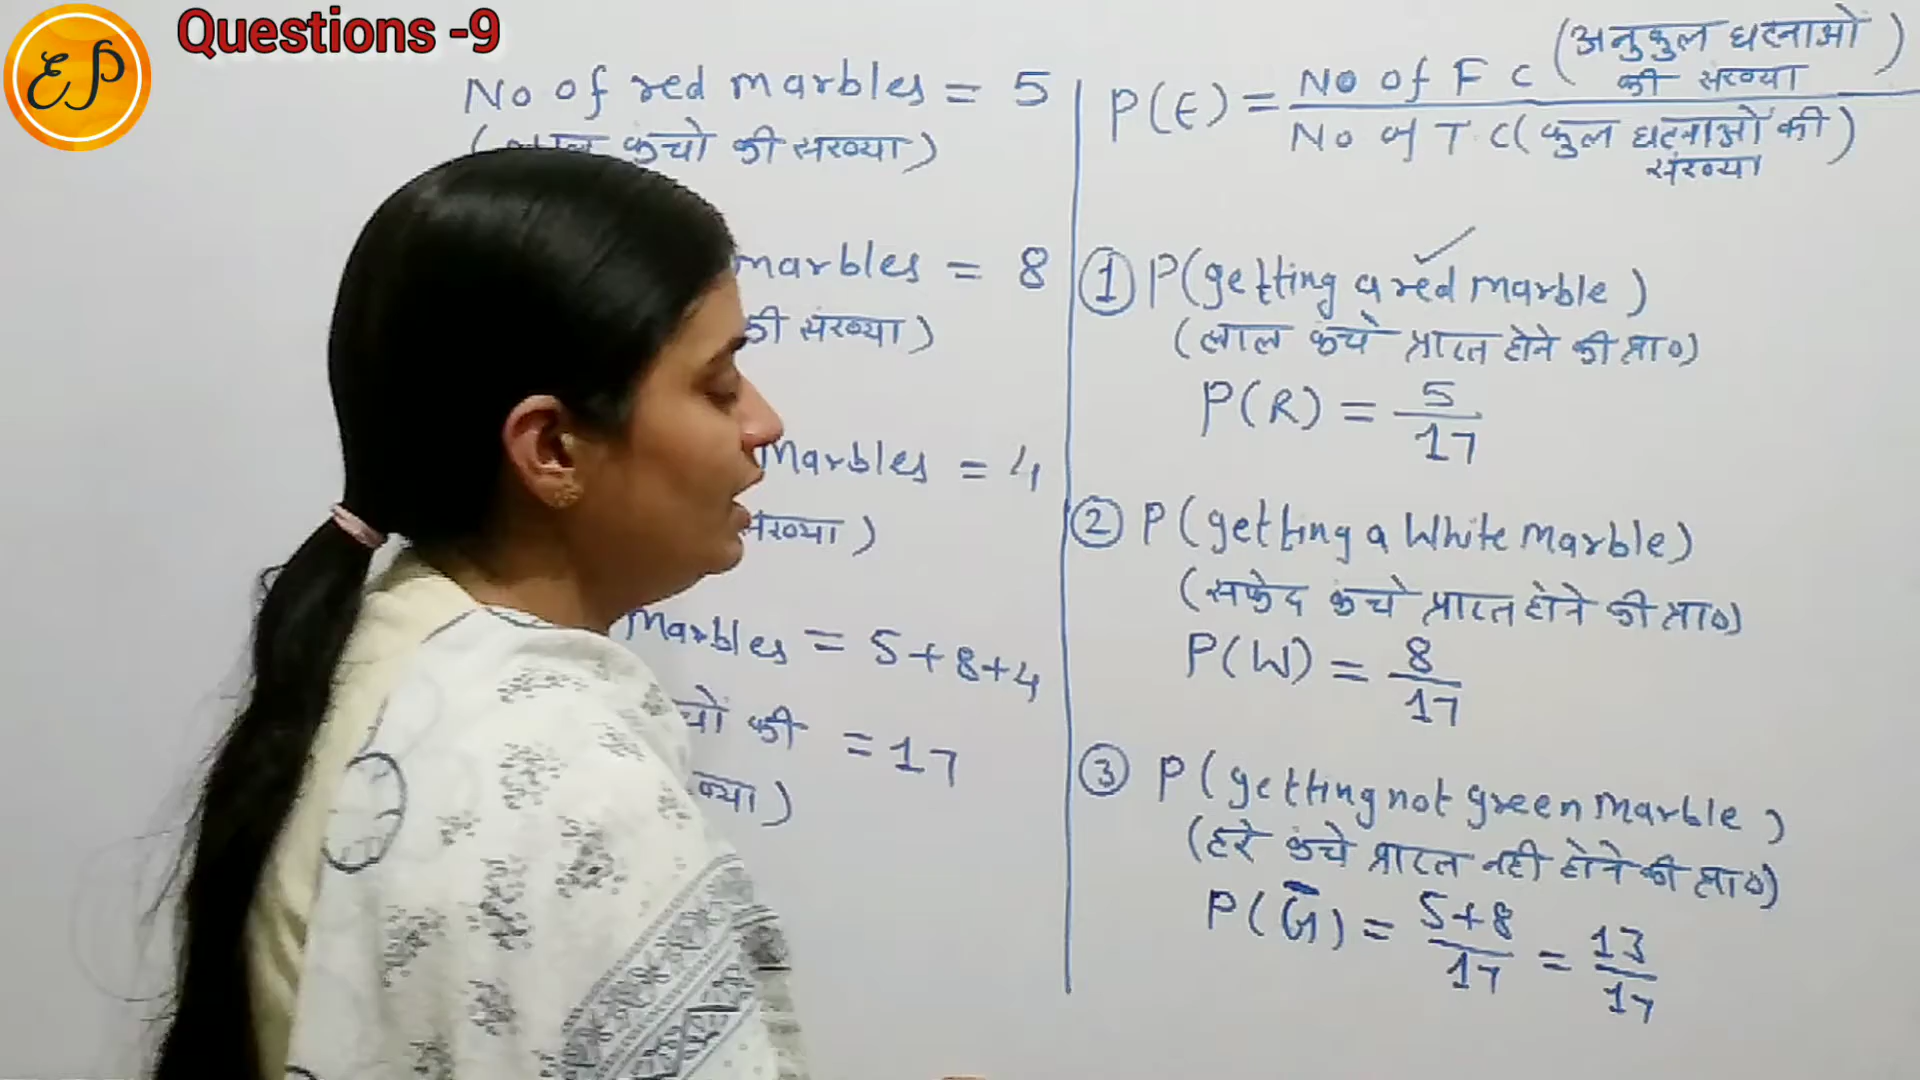 EP
Questions -9
No of red marbles = 5
कंचो की संख्या)
marbles = 8
की संख्या)
marbles = 4
संख्या)
marbles = 5+8+4
चों की = 17
ख्या)
P(E) = No of F C (अनुकुल घटनाओं की संख्या) / No of T.C (कुल घटनाओं की संख्या)
① P(getting a red marble)
(लाल कंचे प्राप्त होने की प्रा०)
P(R) = 5/17
② P(getting a White marble)
(सफेद कंचे प्राप्त होने की प्रा०)
P(W) = 8/17
③ P(getting not green marble)
(हरे कंचे प्राप्त नही होने की प्रा०)
P(G̅) = 5+8/17 = 13/17